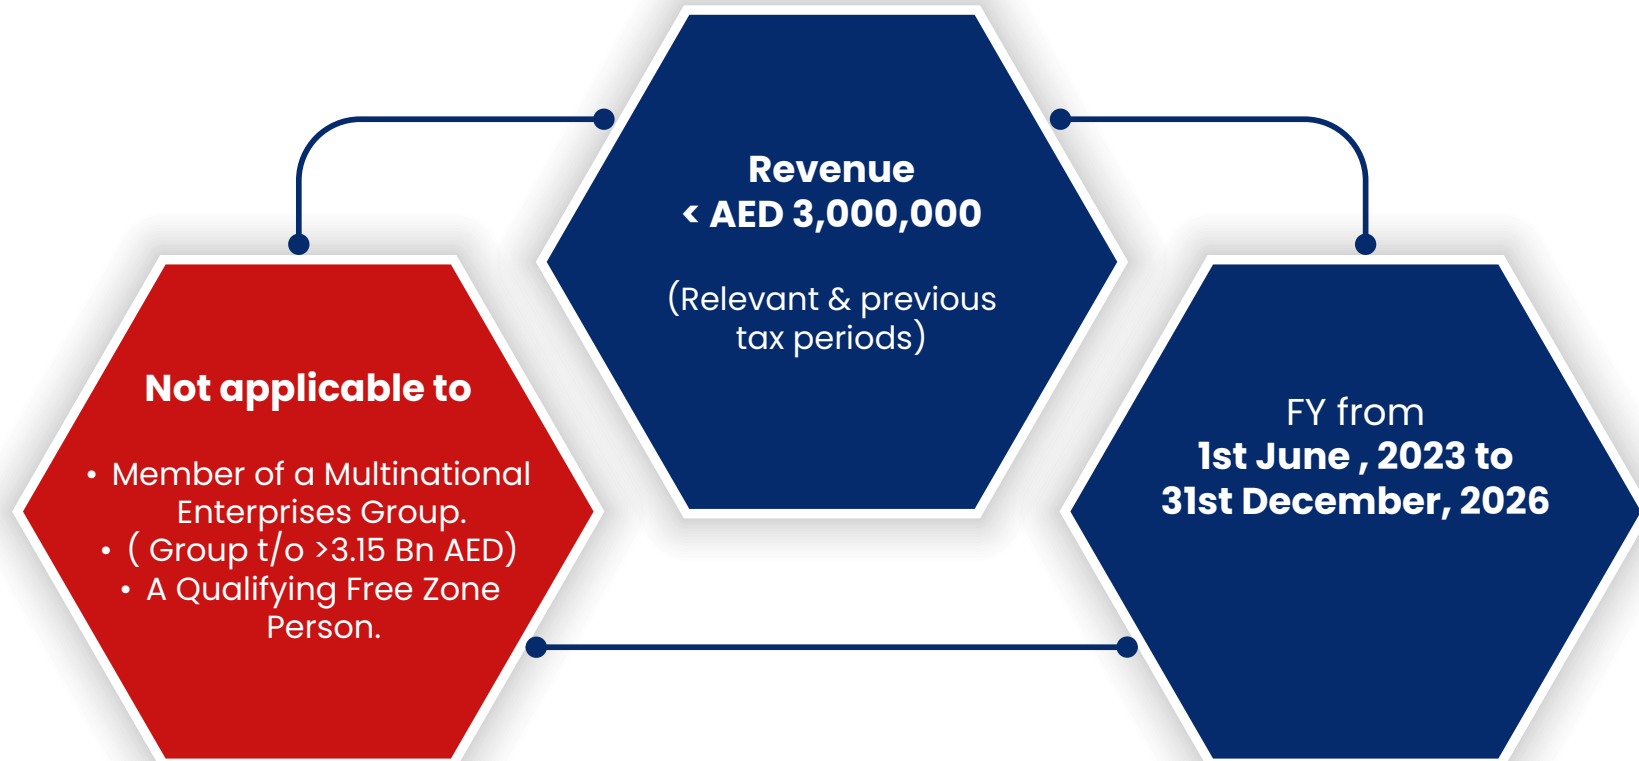 Revenue
< AED 3,000,000
(Relevant & previous
tax periods)
Not applicable to
• Member of a Multinational
Enterprises Group.
• ( Group t/o >3.15 Bn AED)
• A Qualifying Free Zone
Person.
FY from
1st June , 2023 to
31st December, 2026